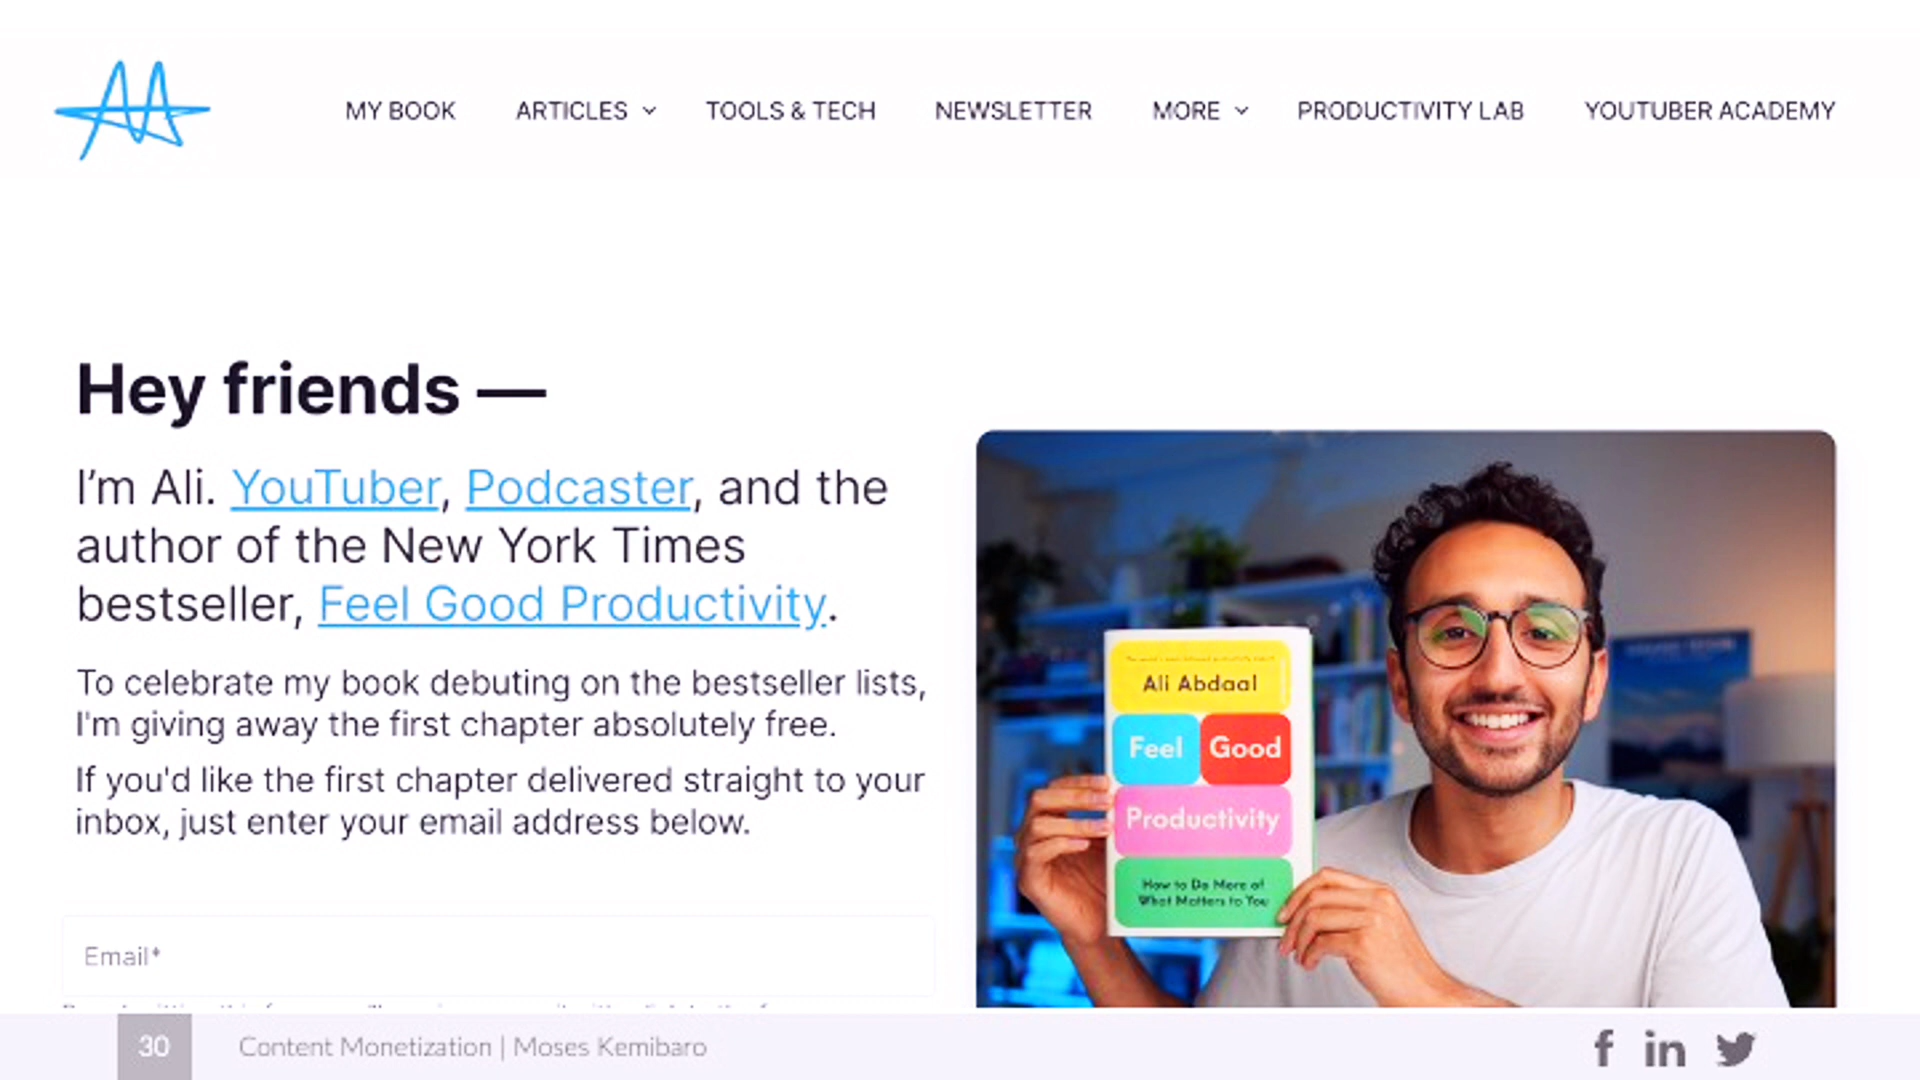 MY BOOK ARTICLES TOOLS & TECH NEWSLETTER MORE PRODUCTIVITY LAB YOUTUBER ACADEMY
Hey friends —
I’m Ali. YouTuber, Podcaster, and the
author of the New York Times
bestseller, Feel Good Productivity.
To celebrate my book debuting on the bestseller lists,
I'm giving away the first chapter absolutely free.
If you'd like the first chapter delivered straight to your
inbox, just enter your email address below.
Email*
Ali Abdaal
Feel Good
Productivity
How to Do More of
What Matters to You
30 Content Monetization | Moses Kemibaro